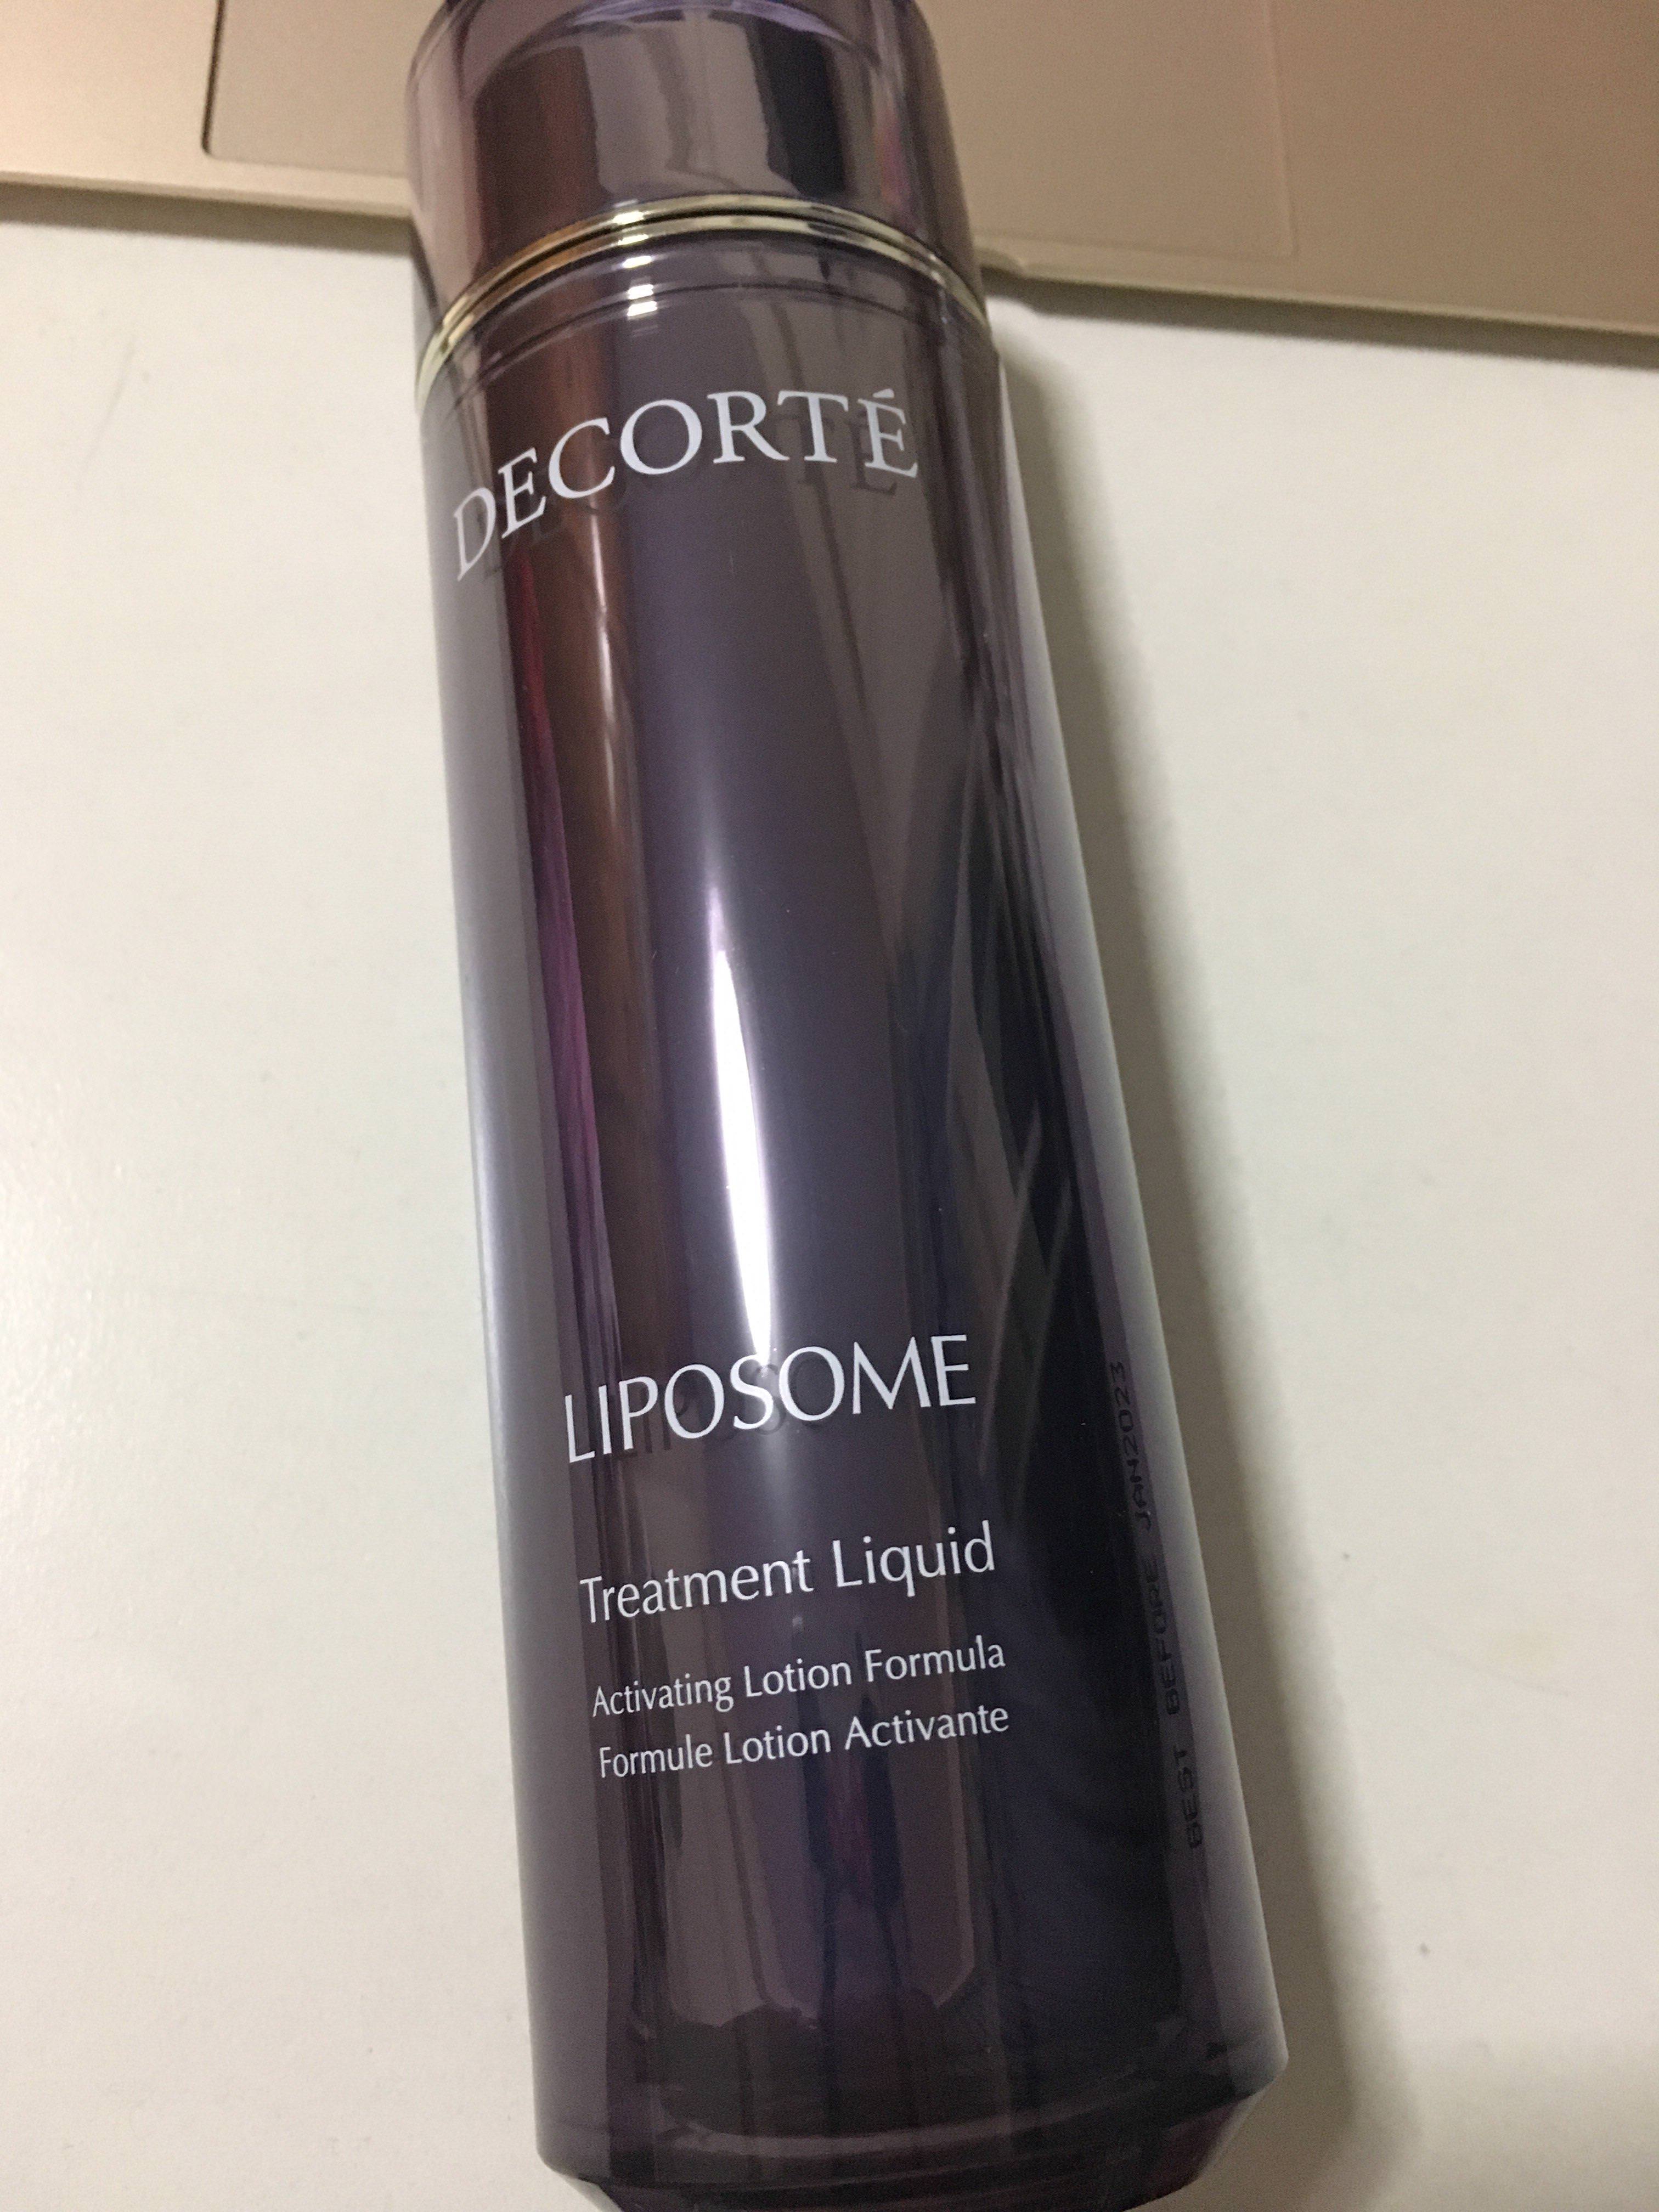 DECORTÉ
LIPOSOME
Treatment Liquid
Activating Lotion Formula
Formule Lotion Activante
BEST BEFORE JAN2023